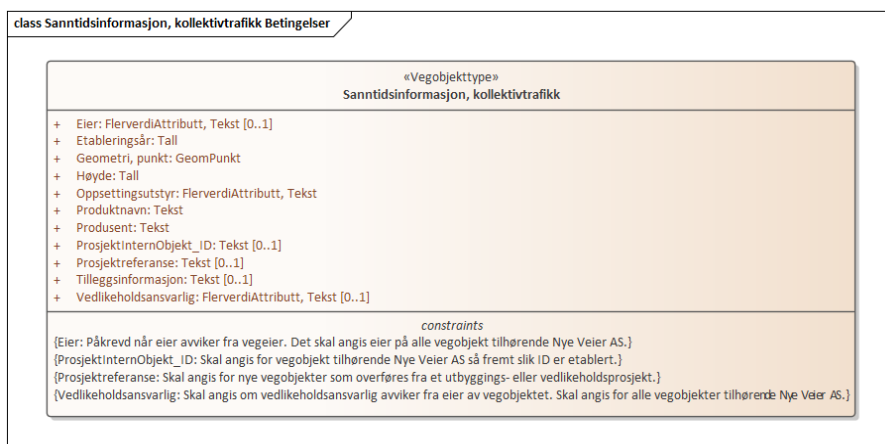 class Sanntidsinformasjon, kollektivtrafikk Betingelser
«Vegobjekttype»
Sanntidsinformasjon, kollektivtrafikk
+ Eier: FlerverdiAttributt, Tekst [0..1]
+ Etableringsår: Tall
+ Geometri, punkt: GeomPunkt
+ Høyde: Tall
+ Oppsettingsutstyr: FlerverdiAttributt, Tekst
+ Produktnavn: Tekst
+ Produsent: Tekst
+ ProsjektInternObjekt_ID: Tekst [0..1]
+ Prosjektreferanse: Tekst [0..1]
+ Tilleggsinformasjon: Tekst [0..1]
+ Vedlikeholdsansvarlig: FlerverdiAttributt, Tekst [0..1]
constraints
{Eier: Påkrevd når eier avviker fra vegeier. Det skal angis eier på alle vegobjekt tilhørende Nye Veier AS.}
{ProsjektInternObjekt_ID: Skal angis for vegobjekt tilhørende Nye Veier AS så fremt slik ID er etablert.}
{Prosjektreferanse: Skal angis for nye vegobjekter som overføres fra et utbyggings- eller vedlikeholdsprosjekt.}
{Vedlikeholdsansvarlig: Skal angis om vedlikeholdsansvarlig avviker fra eier av vegobjektet. Skal angis for alle vegobjekter tilhørende Nye Veier AS.}